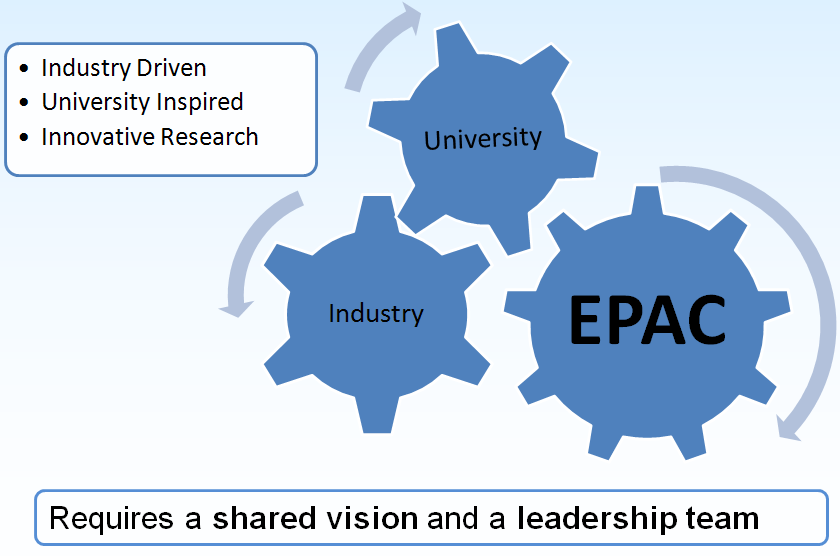 • Industry Driven
• University Inspired
• Innovative Research
University
Industry
EPAC
Requires a shared vision and a leadership team